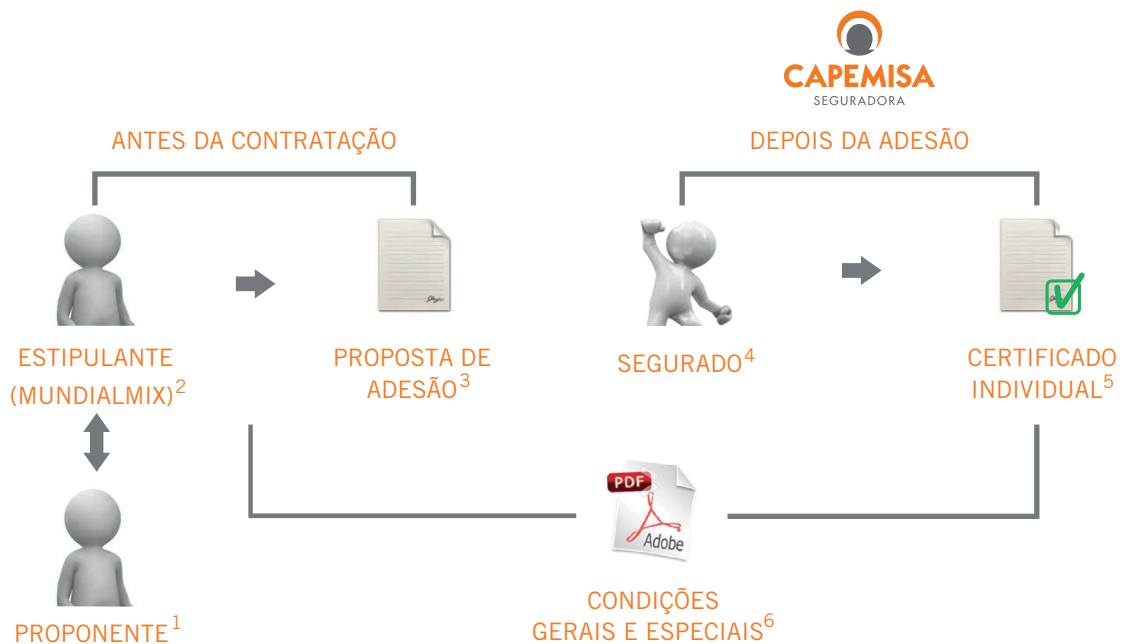 CAPEMISA
SEGURADORA
ANTES DA CONTRATAÇÃO
DEPOIS DA ADESÃO
ESTIPULANTE
(MUNDIALMIX)2
PROPOSTA DE
ADESÃO3
SEGURADO4
CERTIFICADO
INDIVIDUAL5
PROPONENTE1
PDF
Adobe
CONDIÇÕES
GERAIS E ESPECIAIS6